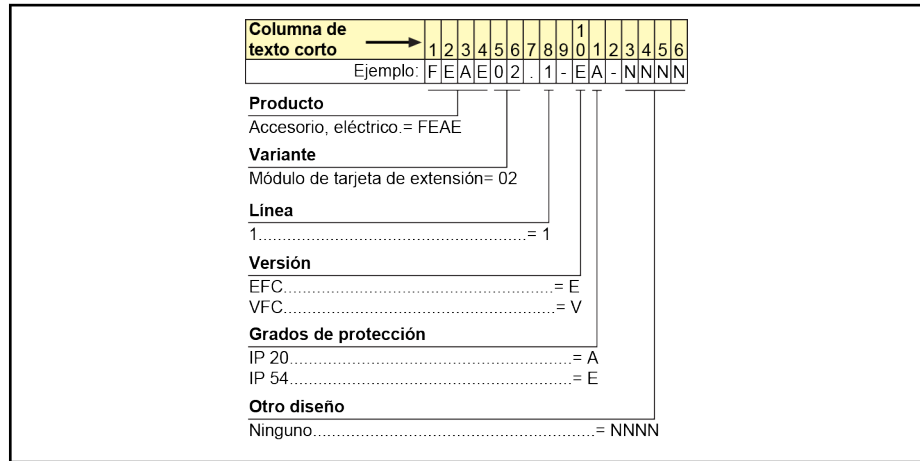 Columna de
texto corto
1 2 3 4 5 6 7 8 9 10 1 2 3 4 5 6
Ejemplo: F E A E 0 2 . 1 - E A - N N N N
Producto
Accesorio, eléctrico.= FEAE
Variante
Módulo de tarjeta de extensión= 02
Línea
1........................................................= 1
Versión
EFC.........................................................= E
VFC.........................................................= V
Grados de protección
IP 20...........................................................= A
IP 54...........................................................= E
Otro diseño
Ninguno...........................................................= NNNN